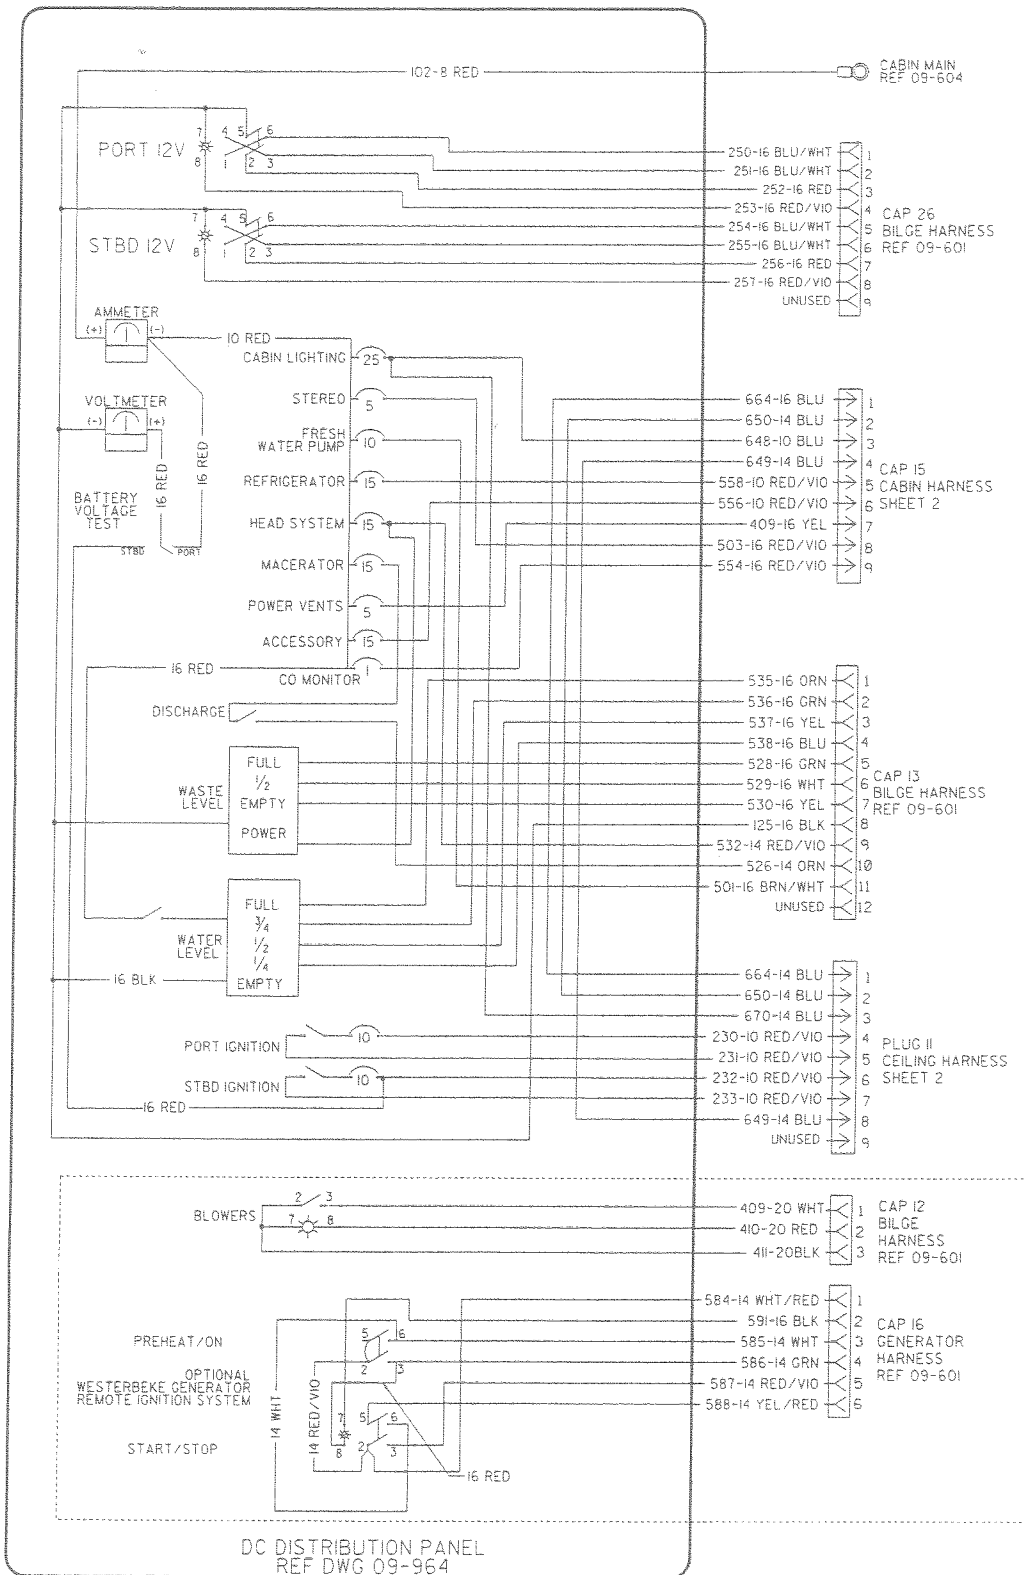 102-8 RED
CABIN MAIN
REF 09-604
PORT 12V
7
8
4 5 6
1 2 3
250-16 BLU/WHT 1
251-16 BLU/WHT 2
252-16 RED 3
253-16 RED/VIO 4
254-16 BLU/WHT 5
255-16 BLU/WHT 6
256-16 RED 7
257-16 RED/VIO 8
UNUSED 9
CAP 26
BILGE HARNESS
REF 09-601
STBD 12V
7
8
4 5 6
1 2 3
AMMETER
(+) (-)
10 RED
VOLTMETER
(-) (+)
16 RED
16 RED
BATTERY
VOLTAGE
TEST
STBD PORT
CABIN LIGHTING 25
STEREO 5
FRESH
WATER PUMP 10
REFRIGERATOR 15
HEAD SYSTEM 15
MACERATOR 15
POWER VENTS 5
ACCESSORY 15
CO MONITOR 1
16 RED
664-16 BLU 1
650-14 BLU 2
648-10 BLU 3
649-14 BLU 4
558-10 RED/VIO 5
556-10 RED/VIO 6
409-16 YEL 7
503-16 RED/VIO 8
554-16 RED/VIO 9
CAP 15
CABIN HARNESS
SHEET 2
DISCHARGE
WASTE
LEVEL
FULL
1/2
EMPTY
POWER
535-16 ORN 1
536-16 GRN 2
537-16 YEL 3
538-16 BLU 4
528-16 GRN 5
529-16 WHT 6
530-16 YEL 7
125-16 BLK 8
532-14 RED/VIO 9
526-14 ORN 10
501-16 BRN/WHT 11
UNUSED 12
CAP 13
BILGE HARNESS
REF 09-601
WATER
LEVEL
FULL
3/4
1/2
1/4
EMPTY
16 BLK
PORT IGNITION 10
STBD IGNITION 10
16 RED
664-14 BLU 1
650-14 BLU 2
670-14 BLU 3
230-10 RED/VIO 4
231-10 RED/VIO 5
232-10 RED/VIO 6
233-10 RED/VIO 7
649-14 BLU 8
UNUSED 9
PLUG 11
CEILING HARNESS
SHEET 2
BLOWERS
2 3
7 8
409-20 WHT 1
410-20 RED 2
411-20BLK 3
CAP 12
BILGE
HARNESS
REF 09-601
584-14 WHT/RED 1
591-16 BLK 2
585-14 WHT 3
586-14 GRN 4
587-14 RED/VIO 5
588-14 YEL/RED 6
CAP 16
GENERATOR
HARNESS
REF 09-601
PREHEAT/ON
OPTIONAL
WESTERBEKE GENERATOR
REMOTE IGNITION SYSTEM
START/STOP
14 WHT
14 RED/VIO
5 6
2 3
7
8
5 6
2 3
16 RED
DC DISTRIBUTION PANEL
REF DWG 09-964